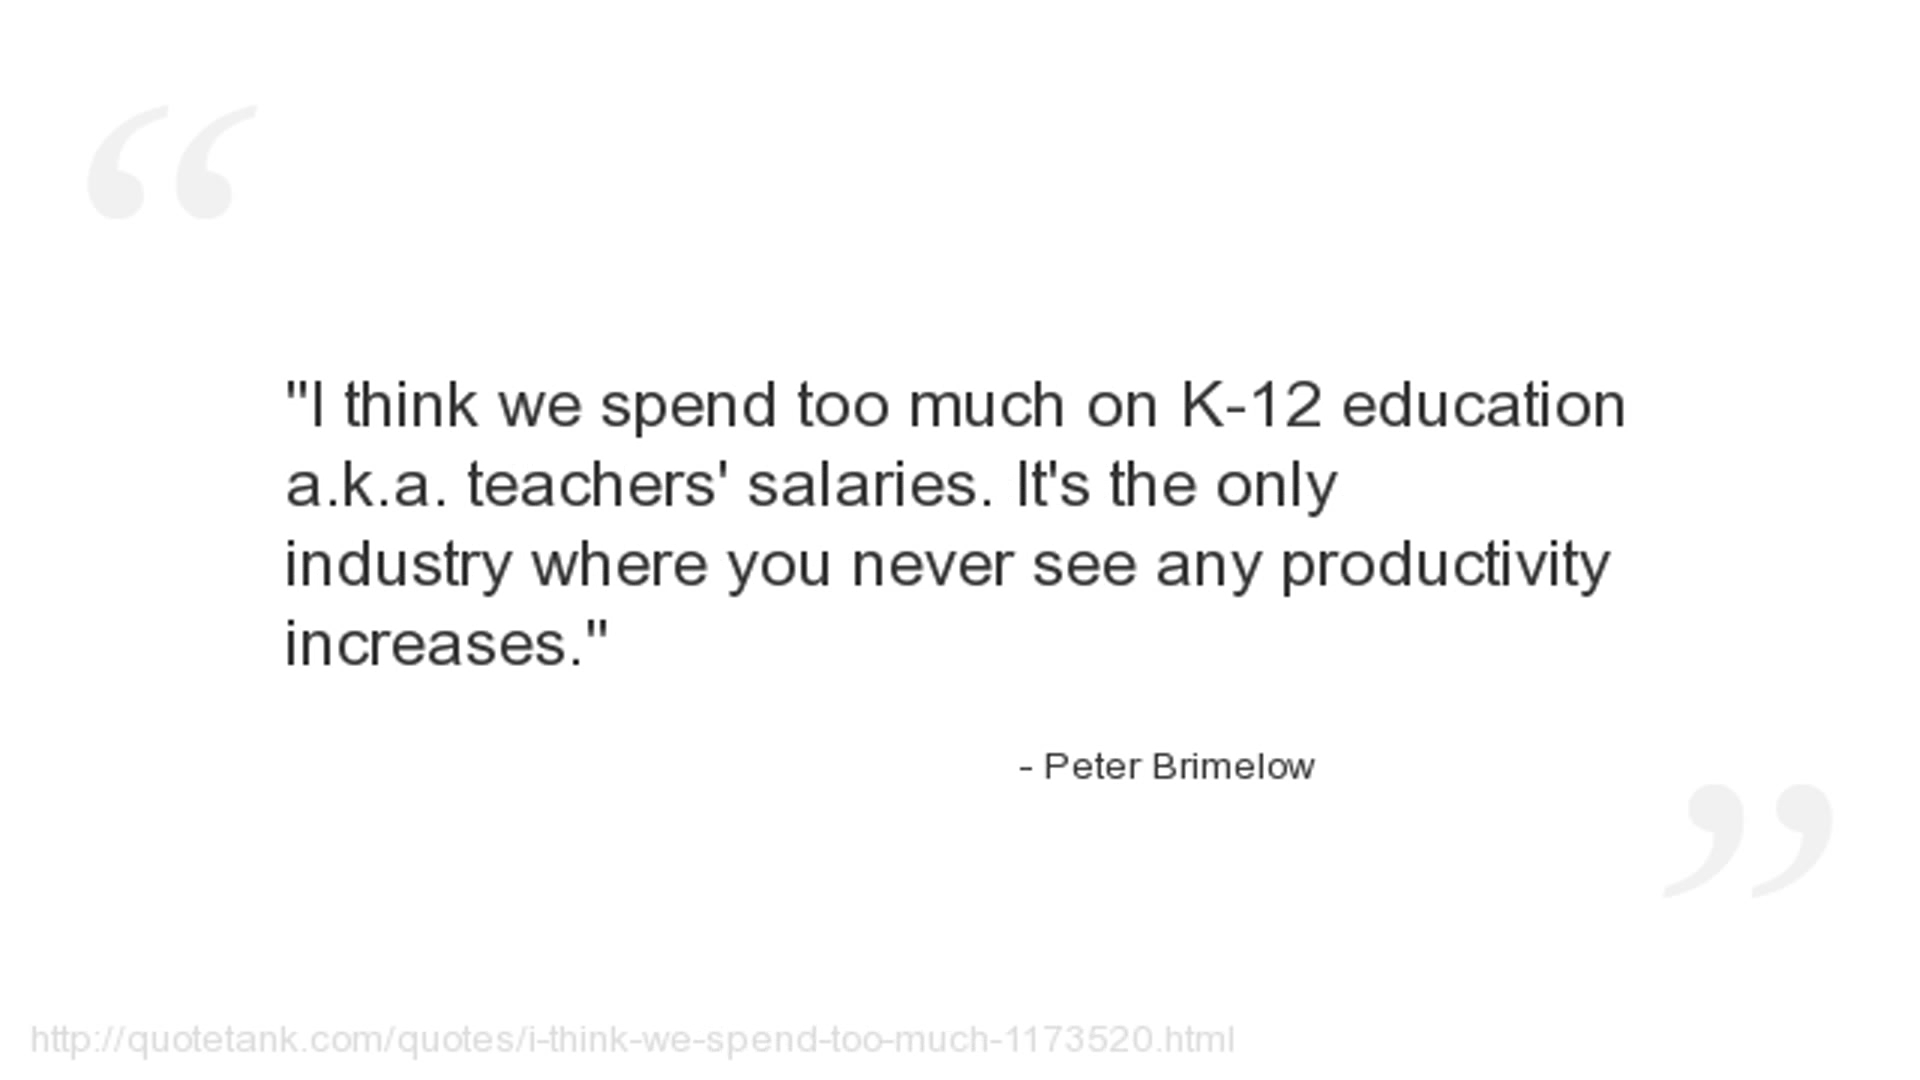 "I think we spend too much on K-12 education
a.k.a. teachers' salaries. It's the only
industry where you never see any productivity
increases."
- Peter Brimelow
http://quotetank.com/quotes/i-think-we-spend-too-much-1173520.html